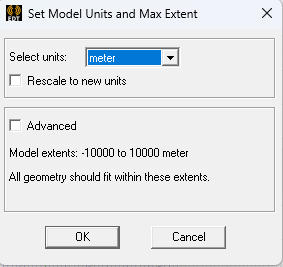 EDT Set Model Units and Max Extent
Select units: meter
Rescale to new units
Advanced
Model extents: -10000 to 10000 meter
All geometry should fit within these extents.
OK Cancel